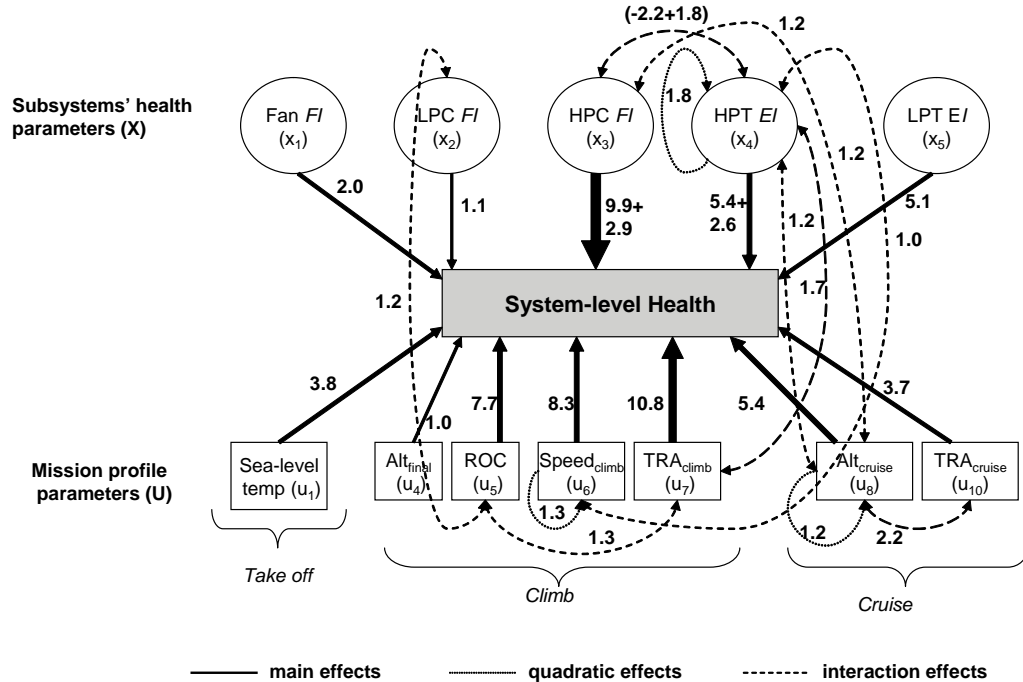 (-2.2+1.8)
1.2
Subsystems' health
parameters (X)
Fan FI
(x1)
LPC FI
(x2)
HPC FI
(x3)
1.8
HPT EI
(x4)
LPT EI
(x5)
2.0
1.1
9.9+
2.9
5.4+
2.6
1.2
1.2
5.1
1.0
1.2
1.7
System-level Health
3.8
1.0
7.7
8.3
10.8
5.4
3.7
Mission profile
parameters (U)
Sea-level
temp (u1)
Altfinal
(u4)
ROC
(u5)
Speedclimb
(u6)
TRAclimb
(u7)
Altcruise
(u8)
TRAcruise
(u10)
1.3
1.3
1.2
2.2
Take off
Climb
Cruise
main effects
quadratic effects
interaction effects